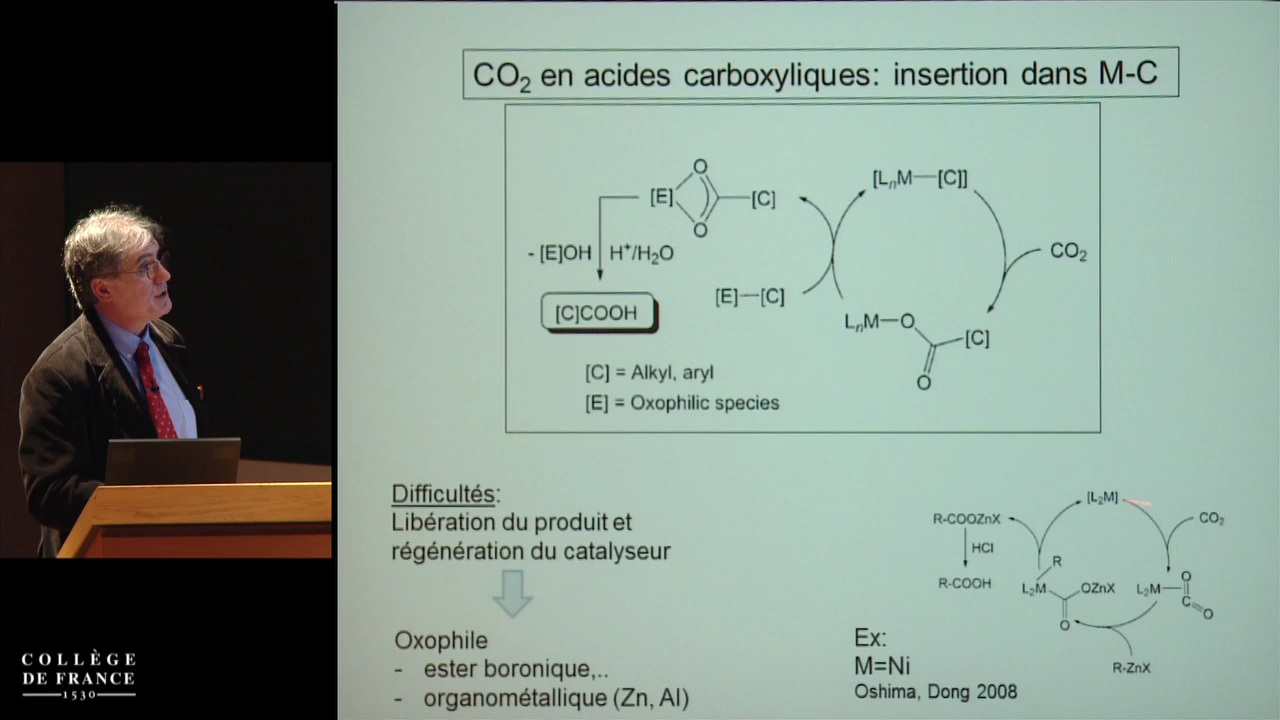 CO₂ en acides carboxyliques: insertion dans M-C
[E]
O
O
[C]
- [E]OH
H⁺/H₂O
[C]COOH
[E]—[C]
[LₙM—[C]]
CO₂
LₙM—O
[C]
O
[C] = Alkyl, aryl
[E] = Oxophilic species
Difficultés:
Libération du produit et
régénération du catalyseur
Oxophile
- ester boronique,..
- organométallique (Zn, Al)
[L₂M]
CO₂
R-COOZnX
HCl
R-COOH
R
L₂M
OZnX
O
L₂M
O
C
O
R-ZnX
Ex:
M=Ni
Oshima, Dong 2008
COLLÈGE
DE FRANCE
1530